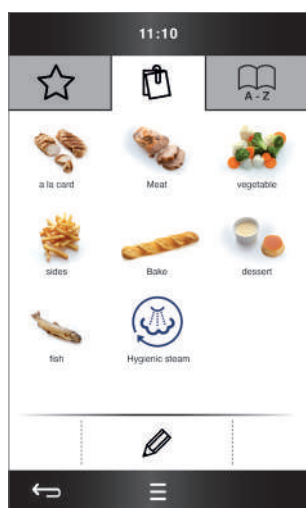 11:10
A - Z
a la card
Meat
vegetable
sides
Bake
dessert
fish
Hygienic steam